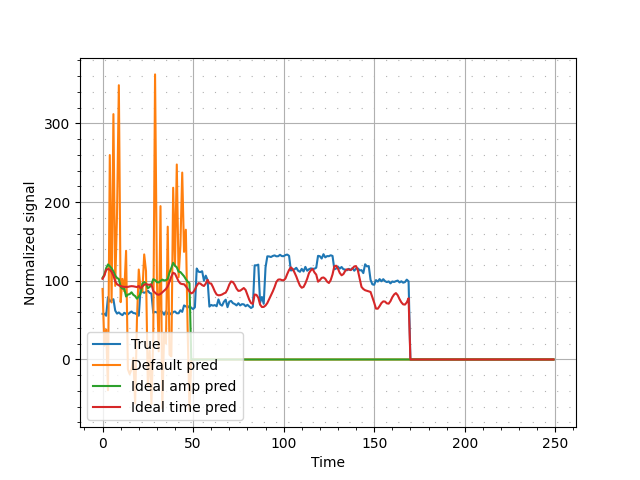 300
200
100
0
Normalized signal
True
Default pred
Ideal amp pred
Ideal time pred
0 50 100 150 200 250
Time